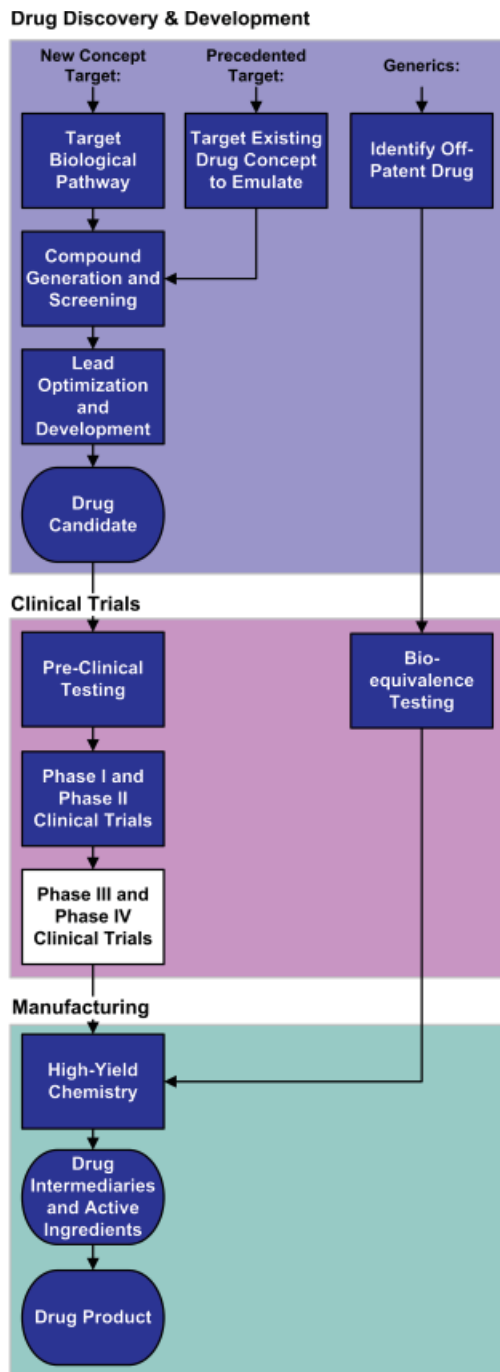 Drug Discovery & Development
New Concept
Target:
Precedented
Target:
Generics:
Target
Biological
Pathway
Target Existing
Drug Concept
to Emulate
Identify Off-
Patent Drug
Compound
Generation and
Screening
Lead
Optimization
and
Development
Drug
Candidate
Clinical Trials
Pre-Clinical
Testing
Bio-
equivalence
Testing
Phase I and
Phase II
Clinical Trials
Phase III and
Phase IV
Clinical Trials
Manufacturing
High-Yield
Chemistry
Drug
Intermediaries
and Active
Ingredients
Drug Product